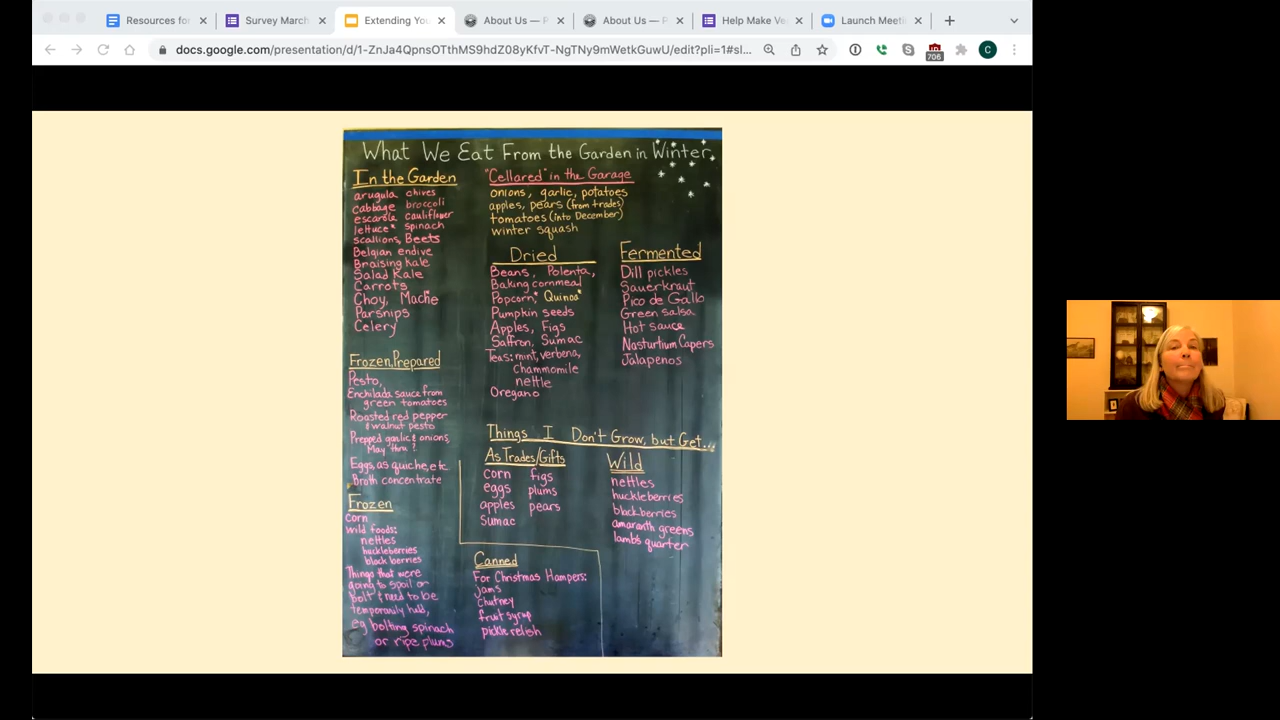 Resources for
Survey March
Extending You
About Us — P
About Us — P
Help Make Ve
Launch Meeti
docs.google.com/presentation/d/1-ZnJa4QpnsOTthMS9hdZ08yKfvT-NgTNy9mWetkGuwU/edit?pli=1#sl...
706
C
What We Eat From the Garden in Winter
In the Garden
arugula chives
cabbage broccoli
escarole cauliflower
lettuce* spinach
scallions, Beets
Belgian endive
Braising Kale
Salad Kale
Carrots
Choy, Mache
Parsnips
Celery
"Cellared" in the Garage
onions, garlic, potatoes
apples, pears (from trades)
tomatoes (into December)
winter squash
Dried
Beans, Polenta,
Baking cornmeal
Popcorn,* Quinoa*
Pumpkin seeds
Apples, Figs
Saffron, Sumac
Teas: mint, verbena,
chammomile
nettle
Oregano
Fermented
Dill pickles
Sauerkraut
Pico de Gallo
Green salsa
Hot sauce
Nasturtium Capers
Jalapenos
Frozen, Prepared
Pesto,
Enchilada sauce from
green tomatoes
Roasted red pepper
& walnut pesto
Prepped garlic & onions,
May thru !
Eggs, as quiche, etc
Broth concentrate
Frozen
Corn
Wild foods:
nettles
huckleberries
blackberries
Things that were
going to spoil or
bolt & need to be
temporarily held,
eg bolting spinach
or ripe plums
Things I Don't Grow, but Get...
As Trades/Gifts
corn figs
eggs plums
apples pears
Sumac
Wild
nettles
huckleberries
blackberries
amaranth greens
lambs quarter
Canned
For Christmas Hampers:
jams
chutney
fruit syrup
pickle relish